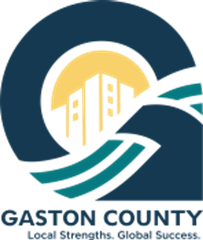 GASTON COUNTY
Local Strengths. Global Success.